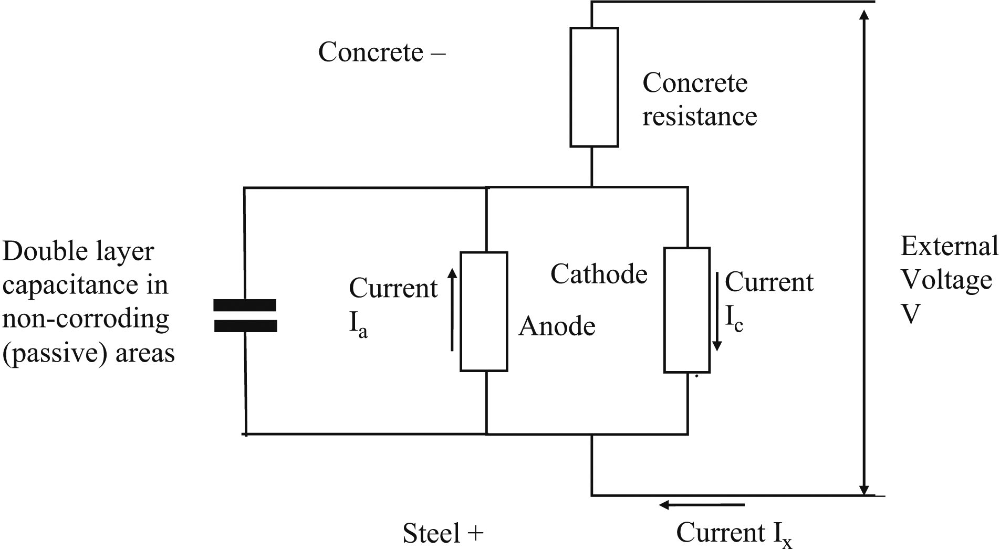 Concrete –
Concrete
resistance
Double layer
capacitance in
non-corroding
(passive) areas
Current
Iₐ
Anode
Cathode
Current
I_c
External
Voltage
V
Steel +
Current Iₓ